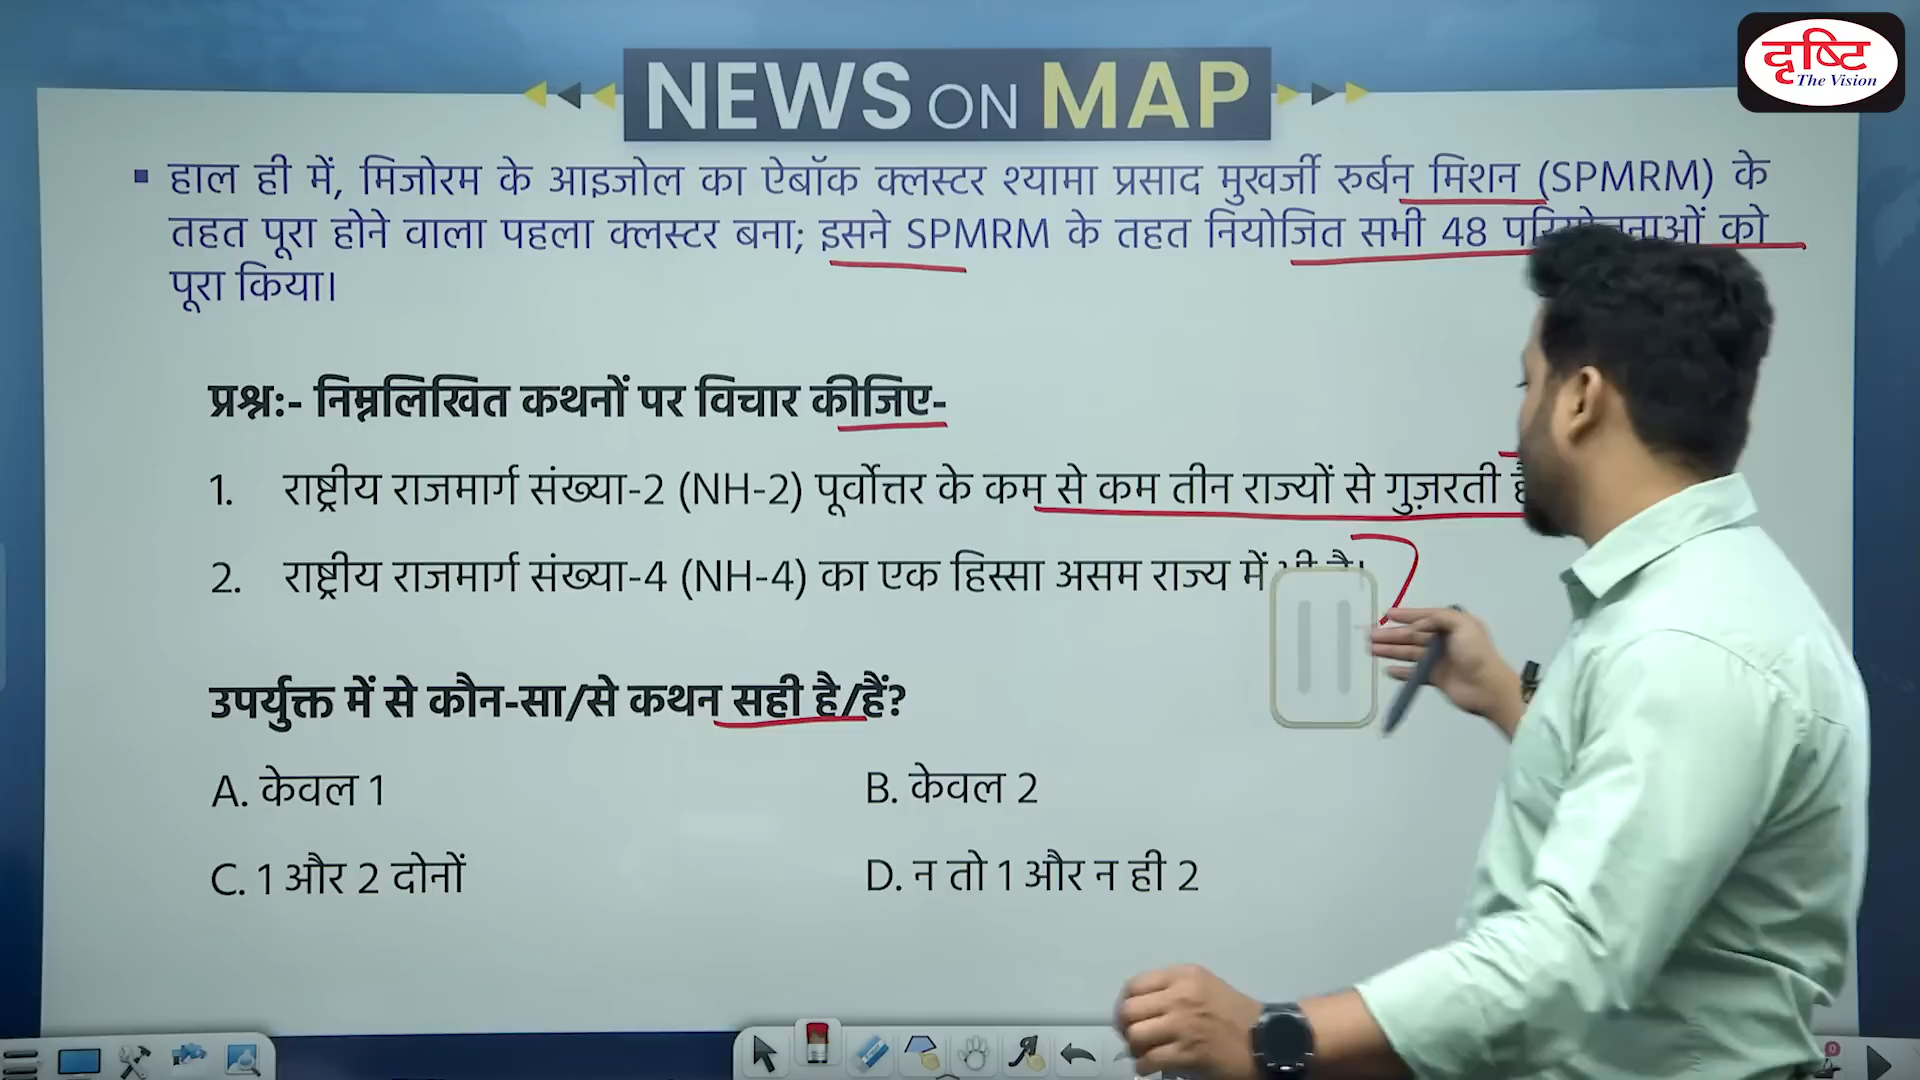 दृष्टि
The Vision
NEWS ON MAP
▪ हाल ही में, मिजोरम के आइजोल का ऐबॉक क्लस्टर श्यामा प्रसाद मुखर्जी रुर्बन मिशन (SPMRM) के
तहत पूरा होने वाला पहला क्लस्टर बना; इसने SPMRM के तहत नियोजित सभी 48 परियोजनाओं को
पूरा किया।
प्रश्न:- निम्नलिखित कथनों पर विचार कीजिए-
1. राष्ट्रीय राजमार्ग संख्या-2 (NH-2) पूर्वोत्तर के कम से कम तीन राज्यों से गुज़रती
2. राष्ट्रीय राजमार्ग संख्या-4 (NH-4) का एक हिस्सा असम राज्य में भी है।
उपर्युक्त में से कौन-सा/से कथन सही है/हैं?
A. केवल 1
B. केवल 2
C. 1 और 2 दोनों
D. न तो 1 और न ही 2